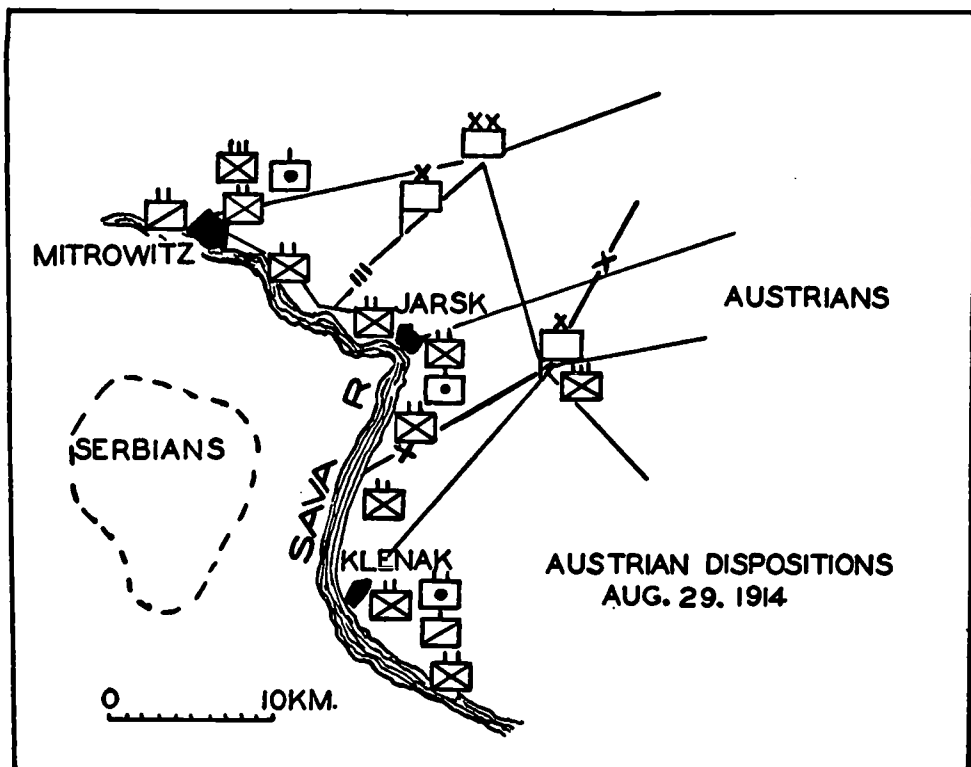 MITROWITZ
JARSK
AUSTRIANS
SERBIANS
SAVA R
KLENAK
AUSTRIAN DISPOSITIONS
AUG. 29. 1914
0 10KM.